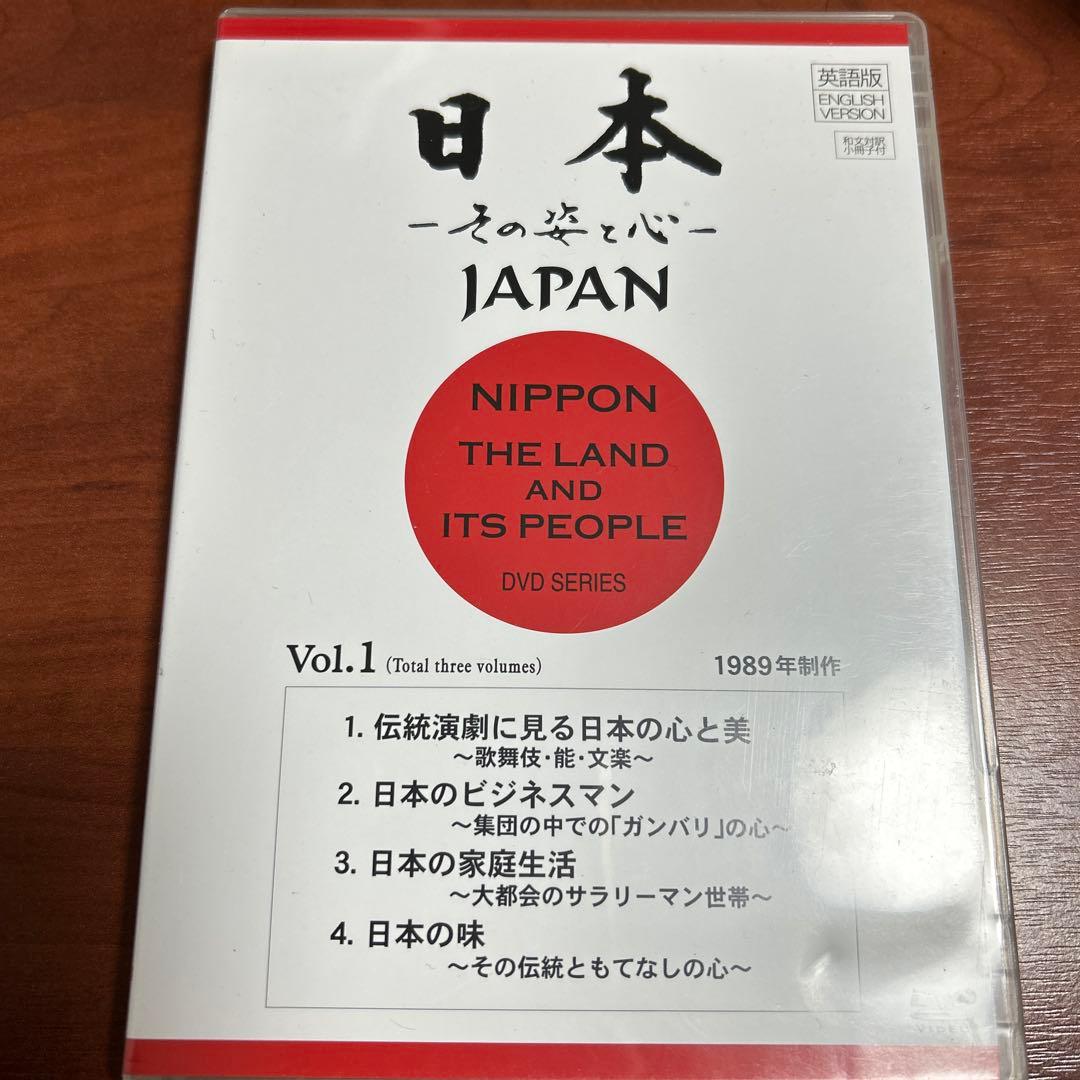 英語版
ENGLISH
VERSION
和文対訳
小冊子付
日本
-その姿と心-
JAPAN
NIPPON
THE LAND
AND
ITS PEOPLE
DVD SERIES
Vol.1 (Total three volumes)
1989年制作
1. 伝統演劇に見る日本の心と美
〜歌舞伎・能・文楽〜
2. 日本のビジネスマン
〜集団の中での「ガンバリ」の心〜
3. 日本の家庭生活
〜大都会のサラリーマン世帯〜
4. 日本の味
〜その伝統ともてなしの心〜
VIDEO